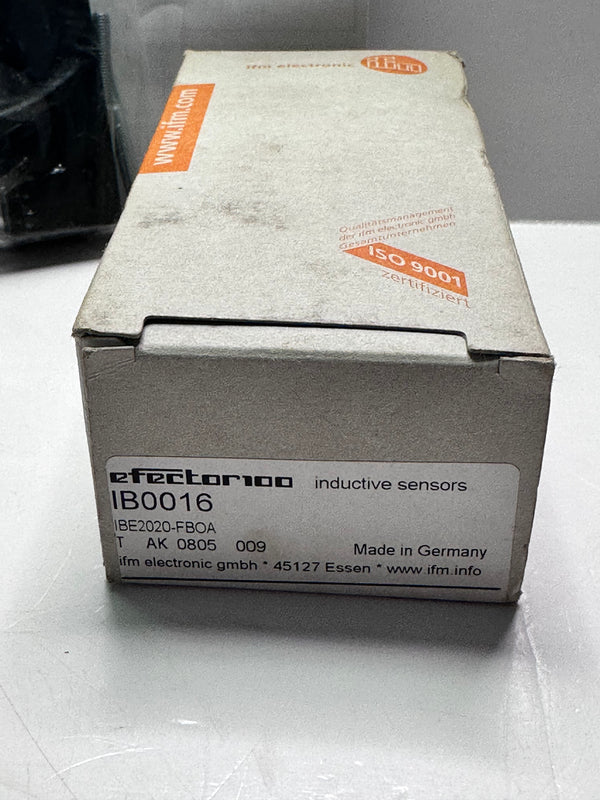 ifm electronic
ifm
www.ifm.com
Qualitätsmanagement
der ifm electronic gmbh
Gesamtunternehmen
ISO 9001
zertifiziert
efector100 inductive sensors
IB0016
IBE2020-FBOA
T AK 0805 009 Made in Germany
ifm electronic gmbh * 45127 Essen * www.ifm.info